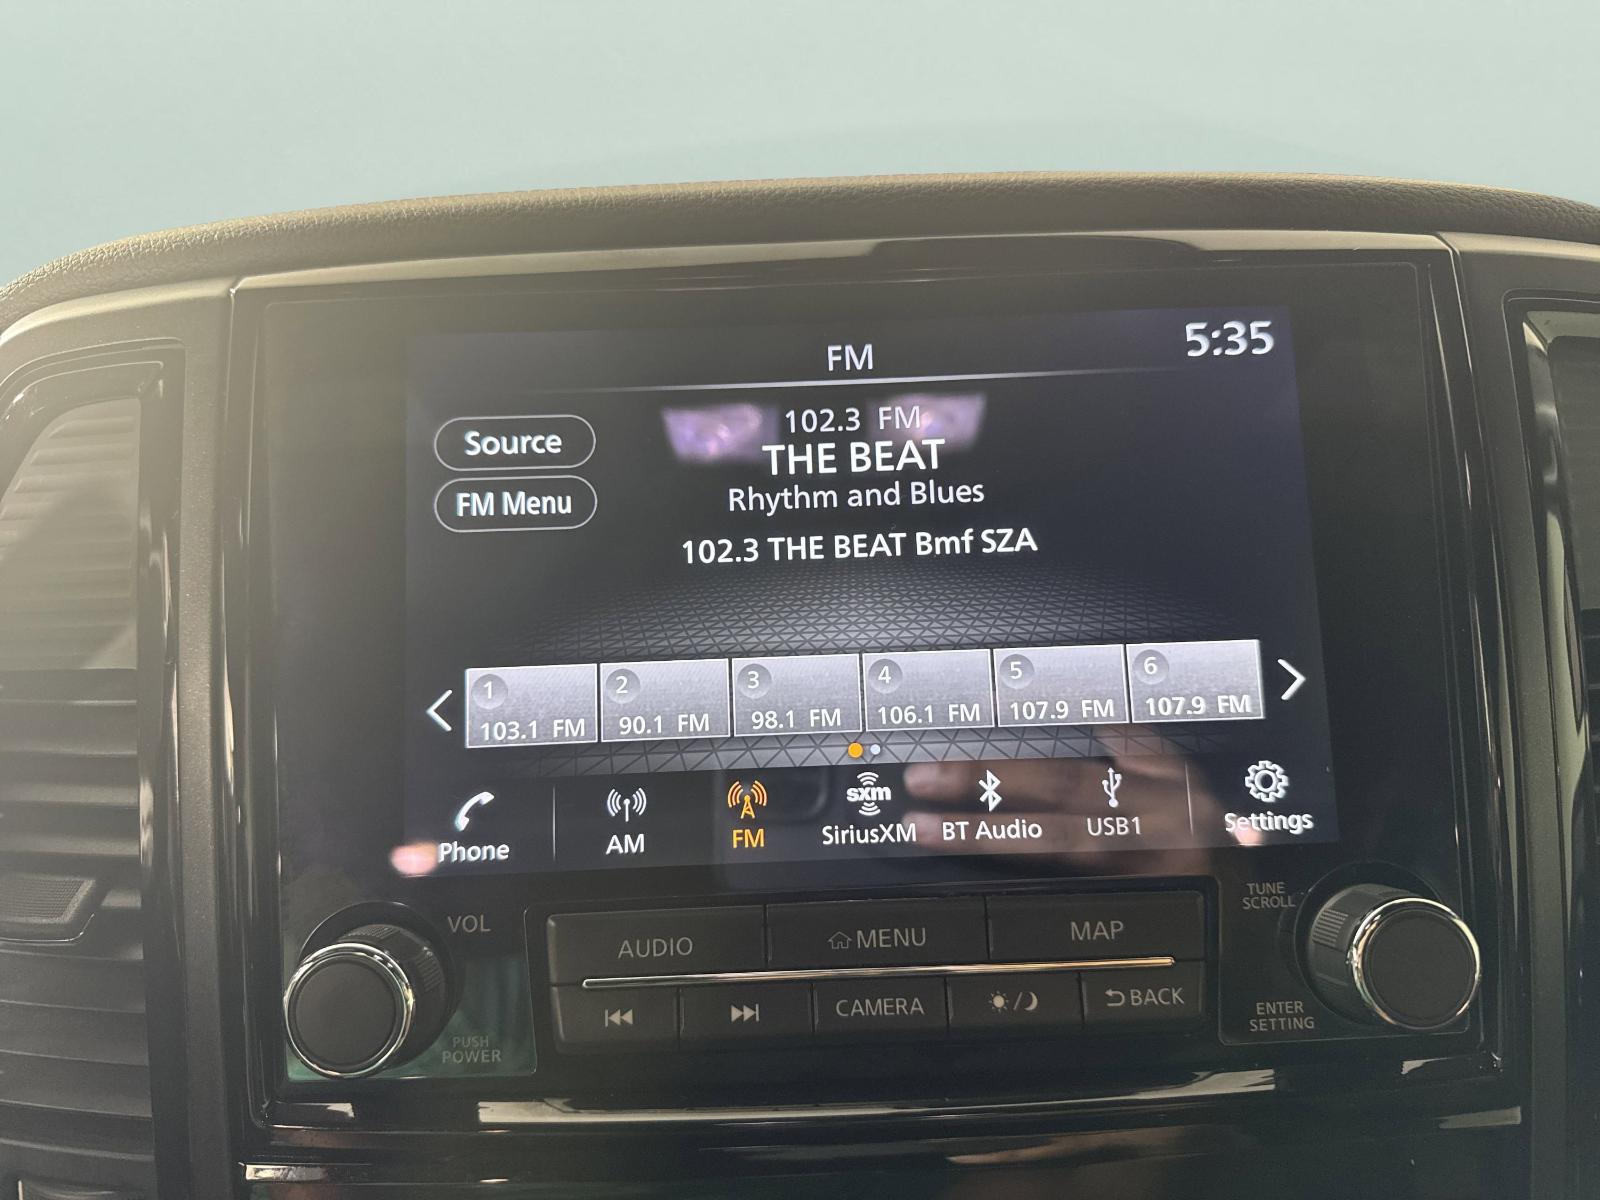 FM
5:35
Source
FM Menu
102.3 FM
THE BEAT
Rhythm and Blues
102.3 THE BEAT Bmf SZA
1
103.1 FM
2
90.1 FM
3
98.1 FM
4
106.1 FM
5
107.9 FM
6
107.9 FM
Phone
AM
FM
sxm
SiriusXM
BT Audio
USB1
Settings
VOL
PUSH
POWER
AUDIO
MENU
MAP
CAMERA
BACK
TUNE
SCROLL
ENTER
SETTING